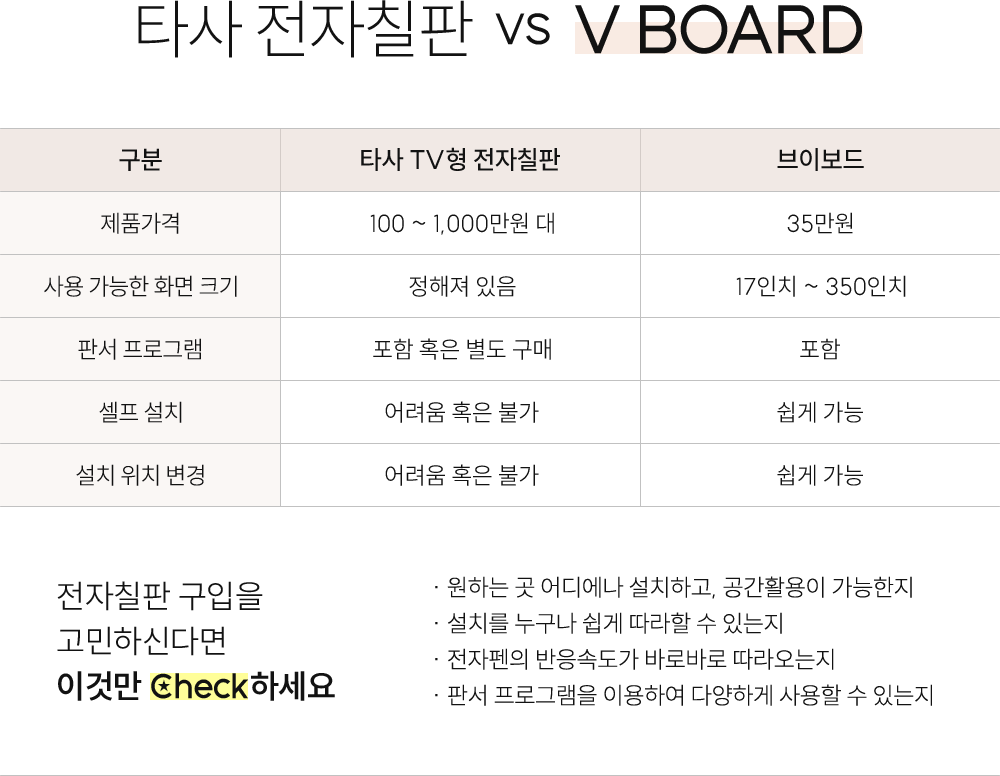 타사 전자칠판 vs V BOARD
구분 타사 TV형 전자칠판 브이보드
제품가격 100 ~ 1,000만원 대 35만원
사용 가능한 화면 크기 정해져 있음 17인치 ~ 350인치
판서 프로그램 포함 혹은 별도 구매 포함
셀프 설치 어려움 혹은 불가 쉽게 가능
설치 위치 변경 어려움 혹은 불가 쉽게 가능
전자칠판 구입을
고민하신다면
이것만 Check하세요
· 원하는 곳 어디에나 설치하고, 공간활용이 가능한지
· 설치를 누구나 쉽게 따라할 수 있는지
· 전자펜의 반응속도가 바로바로 따라오는지
· 판서 프로그램을 이용하여 다양하게 사용할 수 있는지